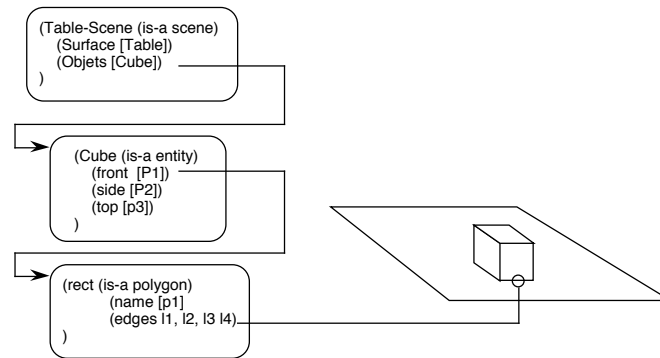 (Table-Scene (is-a scene)
(Surface [Table])
(Objets [Cube])
)
(Cube (is-a entity)
(front [P1])
(side [P2])
(top [p3])
)
(rect (is-a polygon)
(name [p1]
(edges l1, l2, l3 l4)
)